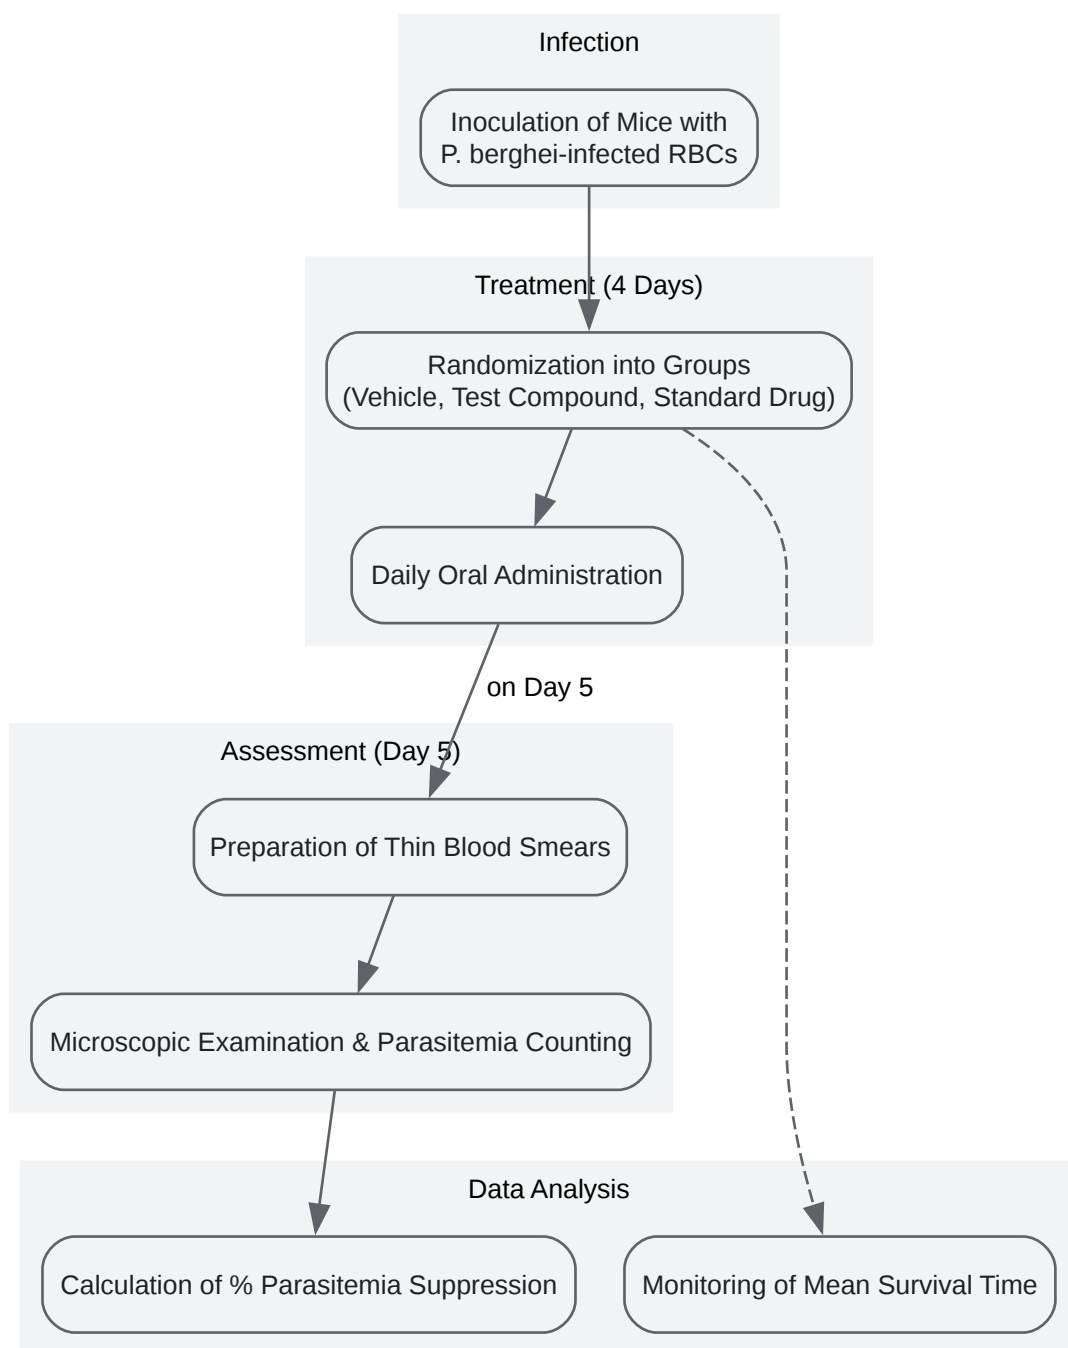 Infection
Inoculation of Mice with
P. berghei-infected RBCs
Treatment (4 Days)
Randomization into Groups
(Vehicle, Test Compound, Standard Drug)
Daily Oral Administration
on Day 5
Assessment (Day 5)
Preparation of Thin Blood Smears
Microscopic Examination & Parasitemia Counting
Data Analysis
Calculation of % Parasitemia Suppression
Monitoring of Mean Survival Time